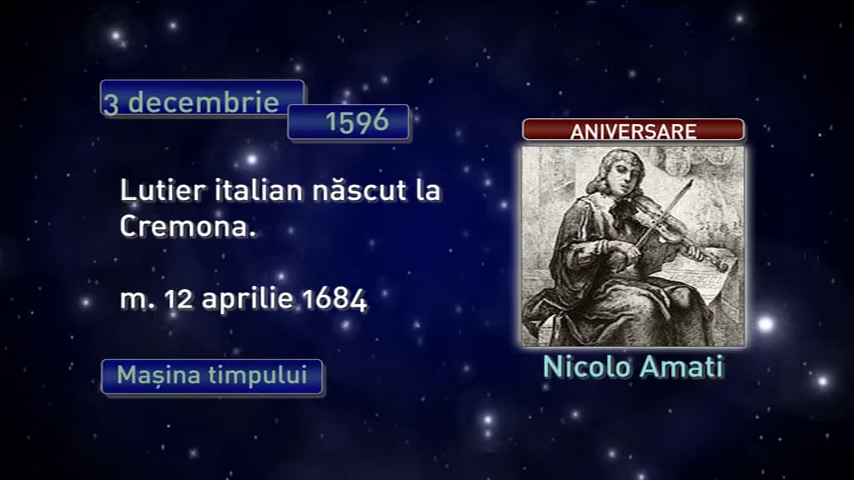 3 decembrie
1596
Lutier italian născut la
Cremona.
m. 12 aprilie 1684
Mașina timpului
ANIVERSARE
Nicolo Amati